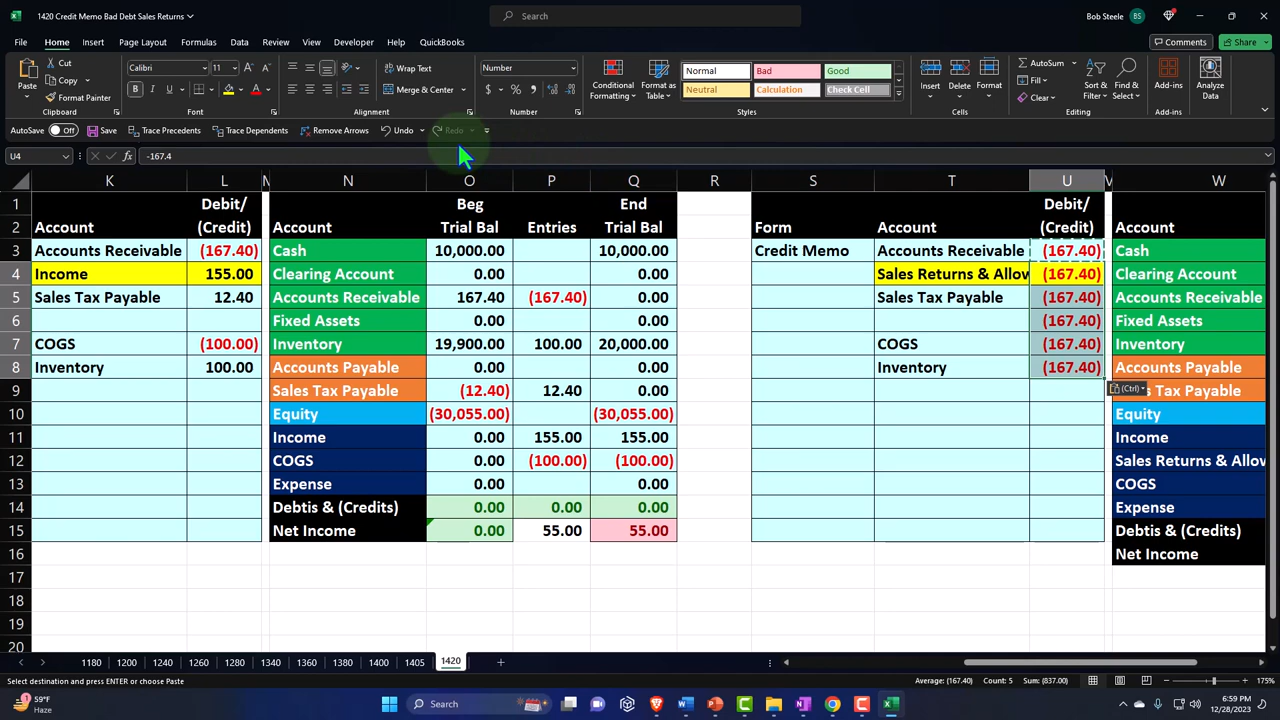 1420 Credit Memo Bad Debt Sales Returns
Search
Bob Steele BS
File Home Insert Draw Page Layout Formulas Data Review View Developer Help QuickBooks
Comments Share
Cut
Calibri 11
Wrap Text
Number
Normal Bad Good
AutoSum
Copy
Fill
Paste
Format Painter
Merge & Center
Conditional Formatting
Format as Table
Neutral Calculation Check Cell
Insert Delete Format
Clear
Sort & Filter
Find & Select
Add-ins
Analyze Data
Clipboard Font Alignment Number Styles Cells Editing Add-ins
AutoSave Off Save Trace Precedents Trace Dependents Remove Arrows Undo Redo
U4 fx -167.4
K L M N O P Q R S T U V W
1 Debit/ Beg End Debit/
2 Account (Credit) Account Trial Bal Entries Trial Bal Form Account (Credit) Account
3 Accounts Receivable (167.40) Cash 10,000.00 10,000.00 Credit Memo Accounts Receivable (167.40) Cash
4 Income 155.00 Clearing Account 0.00 0.00 Sales Returns & Allow (167.40) Clearing Account
5 Sales Tax Payable 12.40 Accounts Receivable 167.40 (167.40) 0.00 Sales Tax Payable (167.40) Accounts Receivable
6 Fixed Assets 0.00 0.00 (167.40) Fixed Assets
7 COGS (100.00) Inventory 19,900.00 100.00 20,000.00 COGS (167.40) Inventory
8 Inventory 100.00 Accounts Payable 0.00 0.00 Inventory (167.40) Accounts Payable
9 Sales Tax Payable (12.40) 12.40 0.00 (Ctrl) s Tax Payable
10 Equity (30,055.00) (30,055.00) Equity
11 Income 0.00 155.00 155.00 Income
12 COGS 0.00 (100.00) (100.00) Sales Returns & Allow
13 Expense 0.00 0.00 COGS
14 Debtis & (Credits) 0.00 0.00 0.00 Expense
15 Net Income 0.00 55.00 55.00 Debtis & (Credits)
16 Net Income
17
18
19
20
1180 1200 1240 1260 1280 1340 1360 1380 1400 1405 1420
Select destination and press ENTER or choose Paste Average: (167.40) Count: 5 Sum: (837.00) 175%
59°F
Haze
Search
6:59 PM
12/28/2023